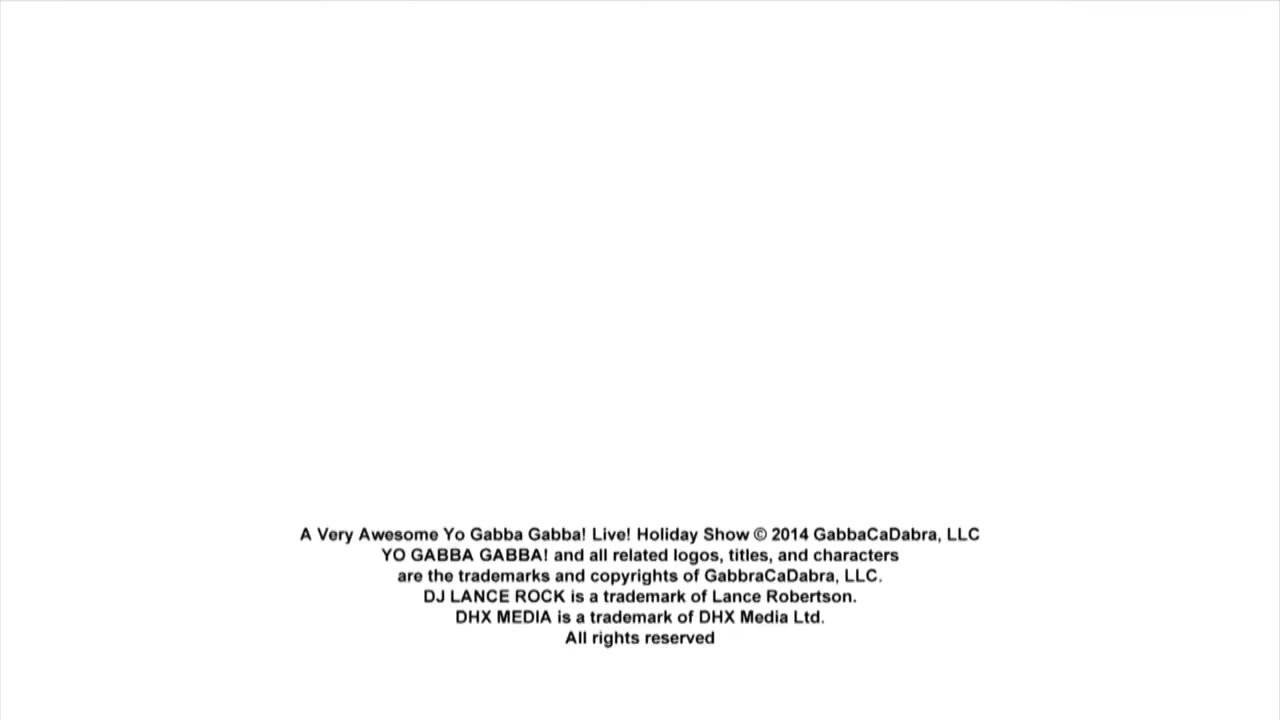 A Very Awesome Yo Gabba Gabba! Live! Holiday Show © 2014 GabbaCaDabra, LLC
YO GABBA GABBA! and all related logos, titles, and characters
are the trademarks and copyrights of GabbraCaDabra, LLC.
DJ LANCE ROCK is a trademark of Lance Robertson.
DHX MEDIA is a trademark of DHX Media Ltd.
All rights reserved